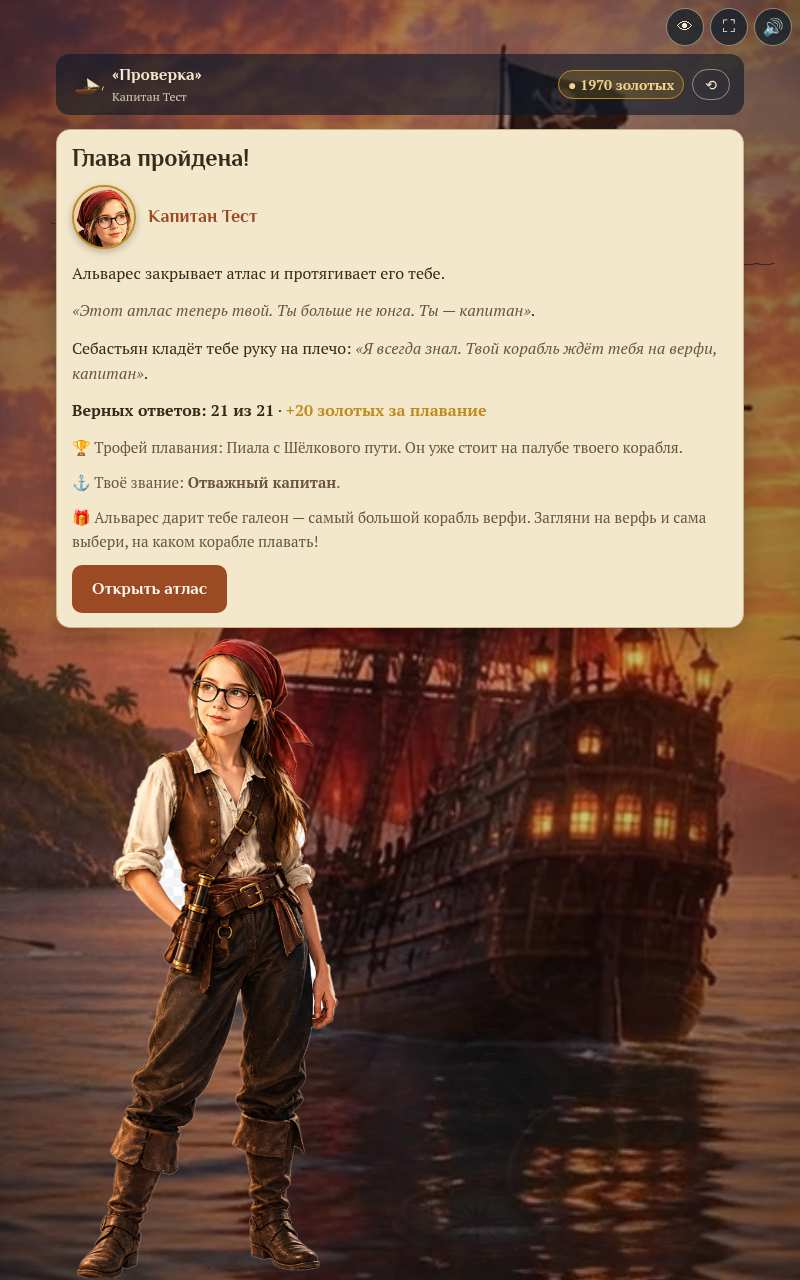 «Проверка»
Капитан Тест
● 1970 золотых
Глава пройдена!
Капитан Тест
Альварес закрывает атлас и протягивает его тебе.
«Этот атлас теперь твой. Ты больше не юнга. Ты — капитан».
Себастьян кладёт тебе руку на плечо: «Я всегда знал. Твой корабль ждёт тебя на верфи,
капитан».
Верных ответов: 21 из 21 · +20 золотых за плавание
🏆 Трофей плавания: Пиала с Шёлкового пути. Он уже стоит на палубе твоего корабля.
⚓ Твоё звание: Отважный капитан.
🎁 Альварес дарит тебе галеон — самый большой корабль верфи. Загляни на верфь и сама
выбери, на каком корабле плавать!
Открыть атлас